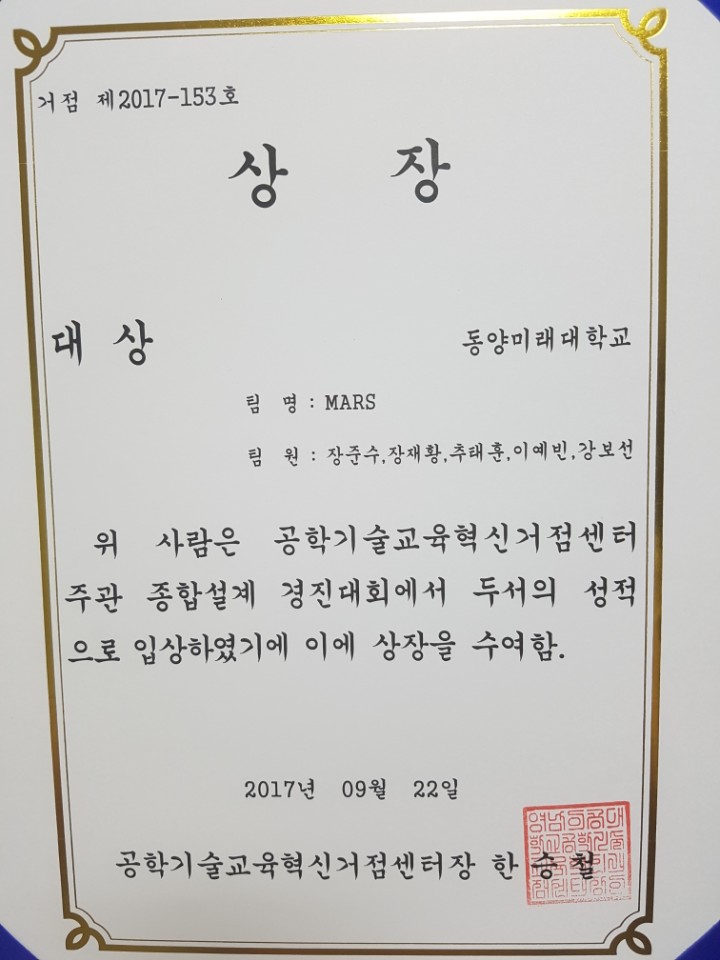 거점 제2017-153호
상 장
대 상 동양미래대학교
팀 명 : MARS
팀 원 : 장준수,장재황,추태훈,이예빈,강보선
위 사람은 공학기술교육혁신거점센터
주관 종합설계 경진대회에서 두서의 성적
으로 입상하였기에 이에 상장을 수여함.
2017년 09월 22일
공학기술교육혁신거점센터장 한 승 철